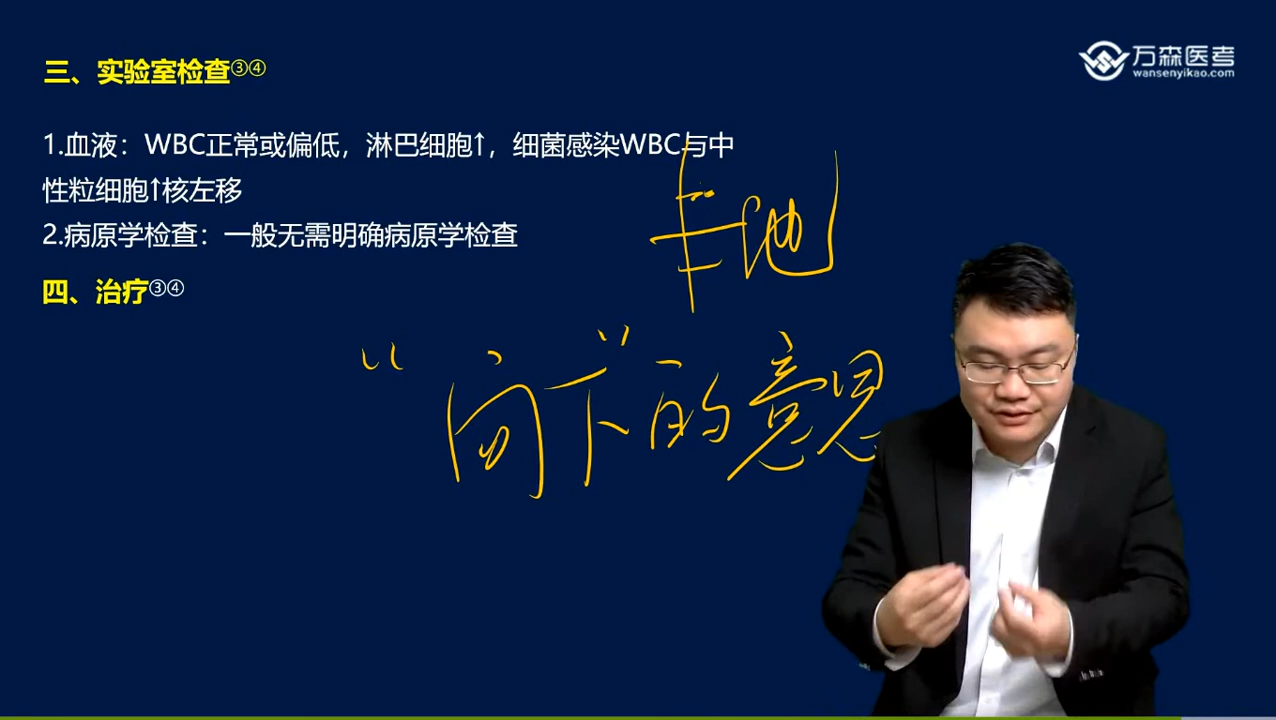 三、实验室检查③④
万森医考
wansenyikao.com
1.血液：WBC正常或偏低，淋巴细胞↑，细菌感染WBC与中
性粒细胞↑核左移
2.病原学检查：一般无需明确病原学检查
四、治疗③④
“向下”的意思